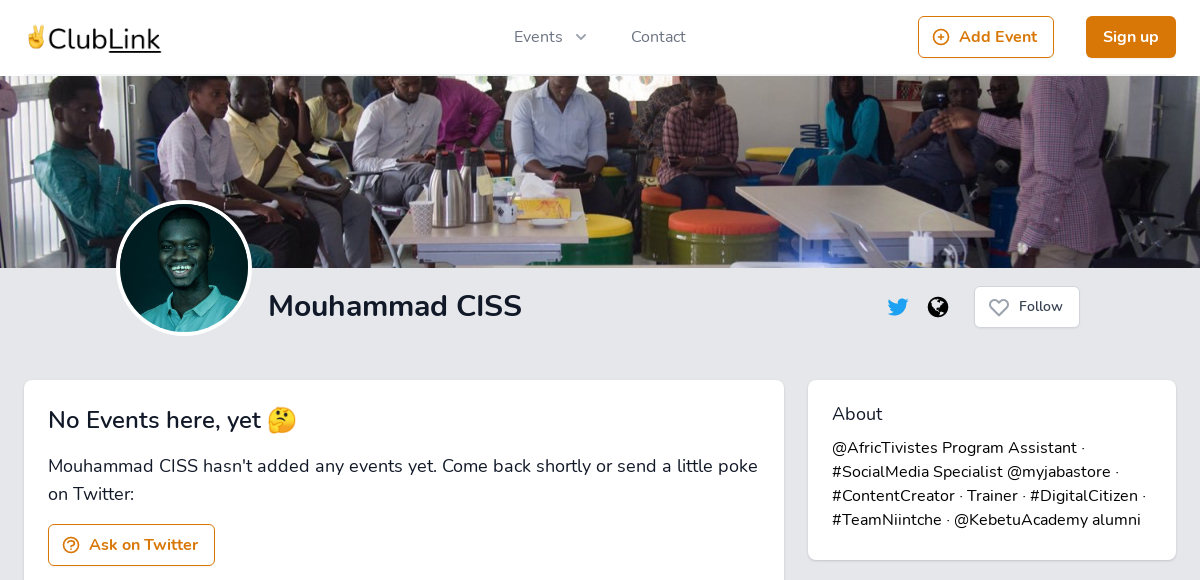 ✌ClubLink
Events
Contact
Add Event
Sign up
Mouhammad CISS
Follow
No Events here, yet 🤔
Mouhammad CISS hasn't added any events yet. Come back shortly or send a little poke
on Twitter:
Ask on Twitter
About
@AfricTivistes Program Assistant ·
#SocialMedia Specialist @myjabastore ·
#ContentCreator · Trainer · #DigitalCitizen ·
#TeamNiintche · @KebetuAcademy alumni